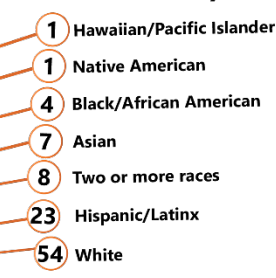 1 Hawaiian/Pacific Islander
1 Native American
4 Black/African American
7 Asian
8 Two or more races
23 Hispanic/Latinx
54 White